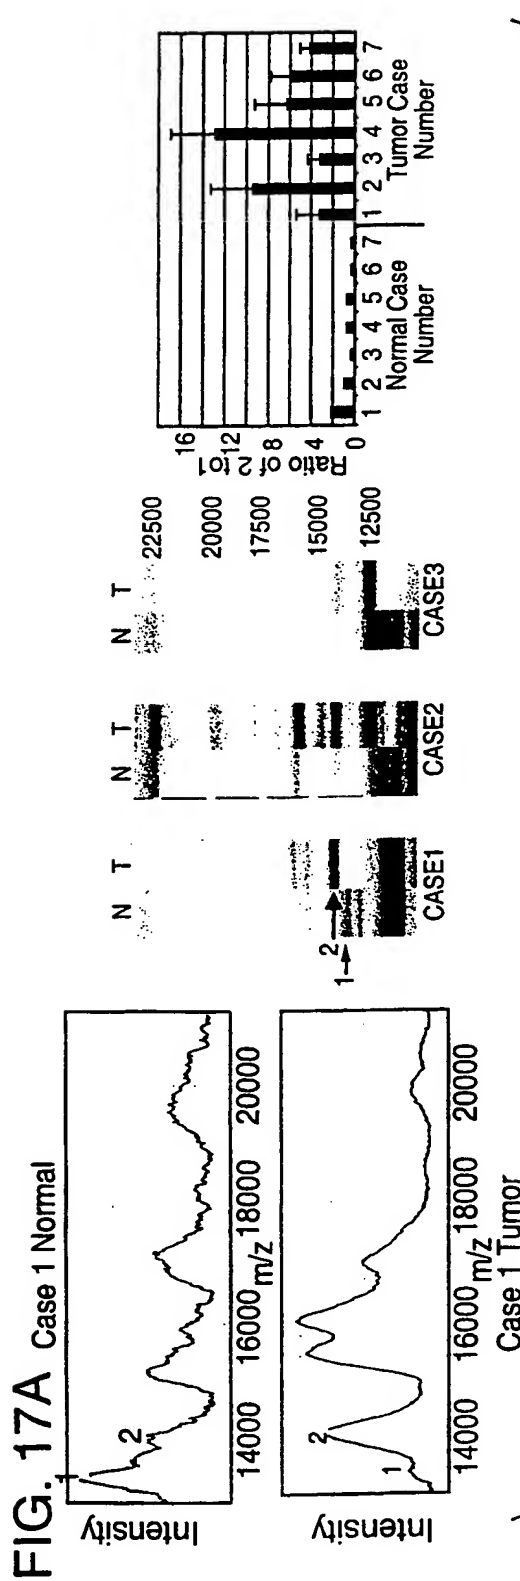 FIG. 17A
Case 1 Normal
Intensity
1
2
14000 16000 18000 20000
m/z
Intensity
1
2
14000 16000 18000 20000
m/z
Case 1 Tumor
N T
1
2
CASE1
N T
CASE2
N T
CASE3
22500
20000
17500
15000
12500
Ratio of 2 to1
16
12
8
4
0
1 2 3 4 5 6 7
Normal Case
Number
1 2 3 4 5 6 7
Tumor Case
Number